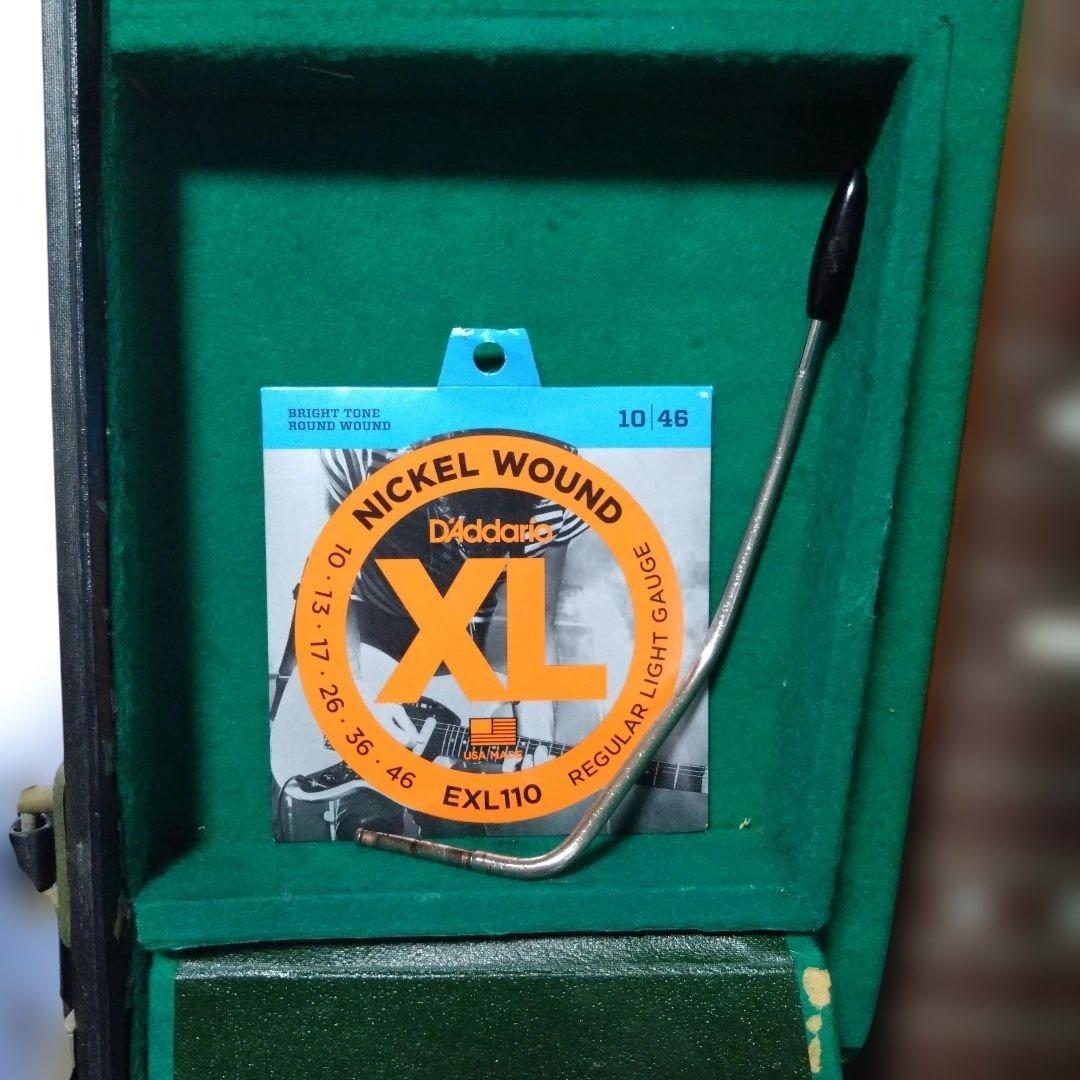 BRIGHT TONE
ROUND WOUND
10|46
NICKEL WOUND
D'Addario
XL
10 · 13 · 17 · 26 · 36 · 46
REGULAR LIGHT GAUGE
USA MADE
EXL110